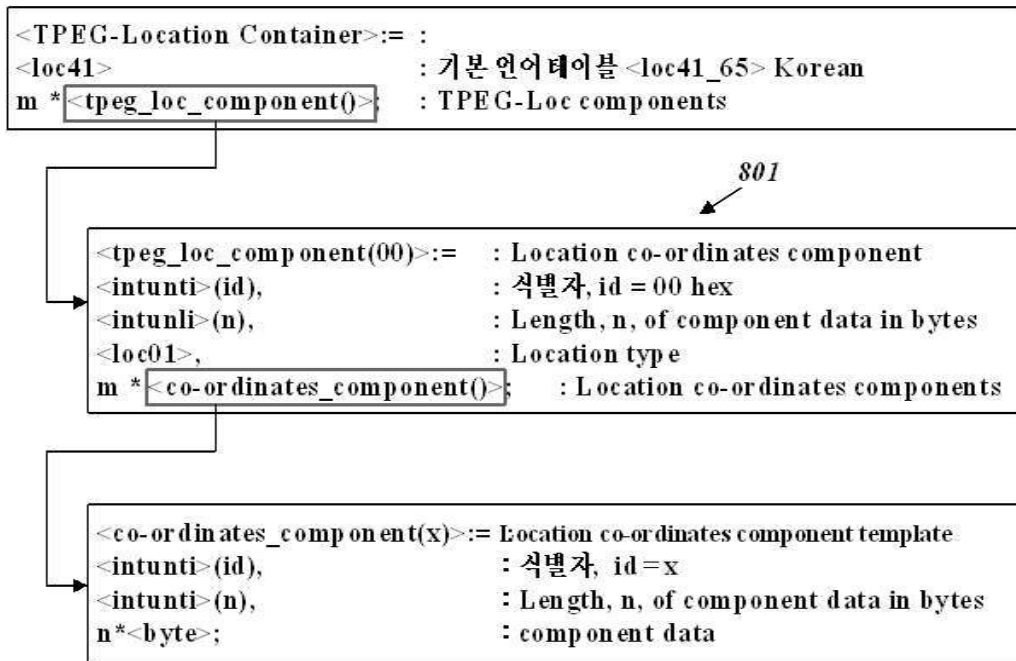 <TPEG-Location Container>:= :
<loc41> : 기본 언어 테이블 <loc41_65> Korean
m *<tpeg_loc_component()>; : TPEG-Loc components
801
<tpeg_loc_component(00)>:= : Location co-ordinates component
<intunti>(id), : 식별자, id = 00 hex
<intunli>(n), : Length, n, of component data in bytes
<loc01>, : Location type
m *<co-ordinates_component()>; : Location co-ordinates components
<co-ordinates_component(x)>:= Location co-ordinates component template
<intunti>(id), : 식별자, id=x
<intunti>(n), : Length, n, of component data in bytes
n*<byte>; : component data